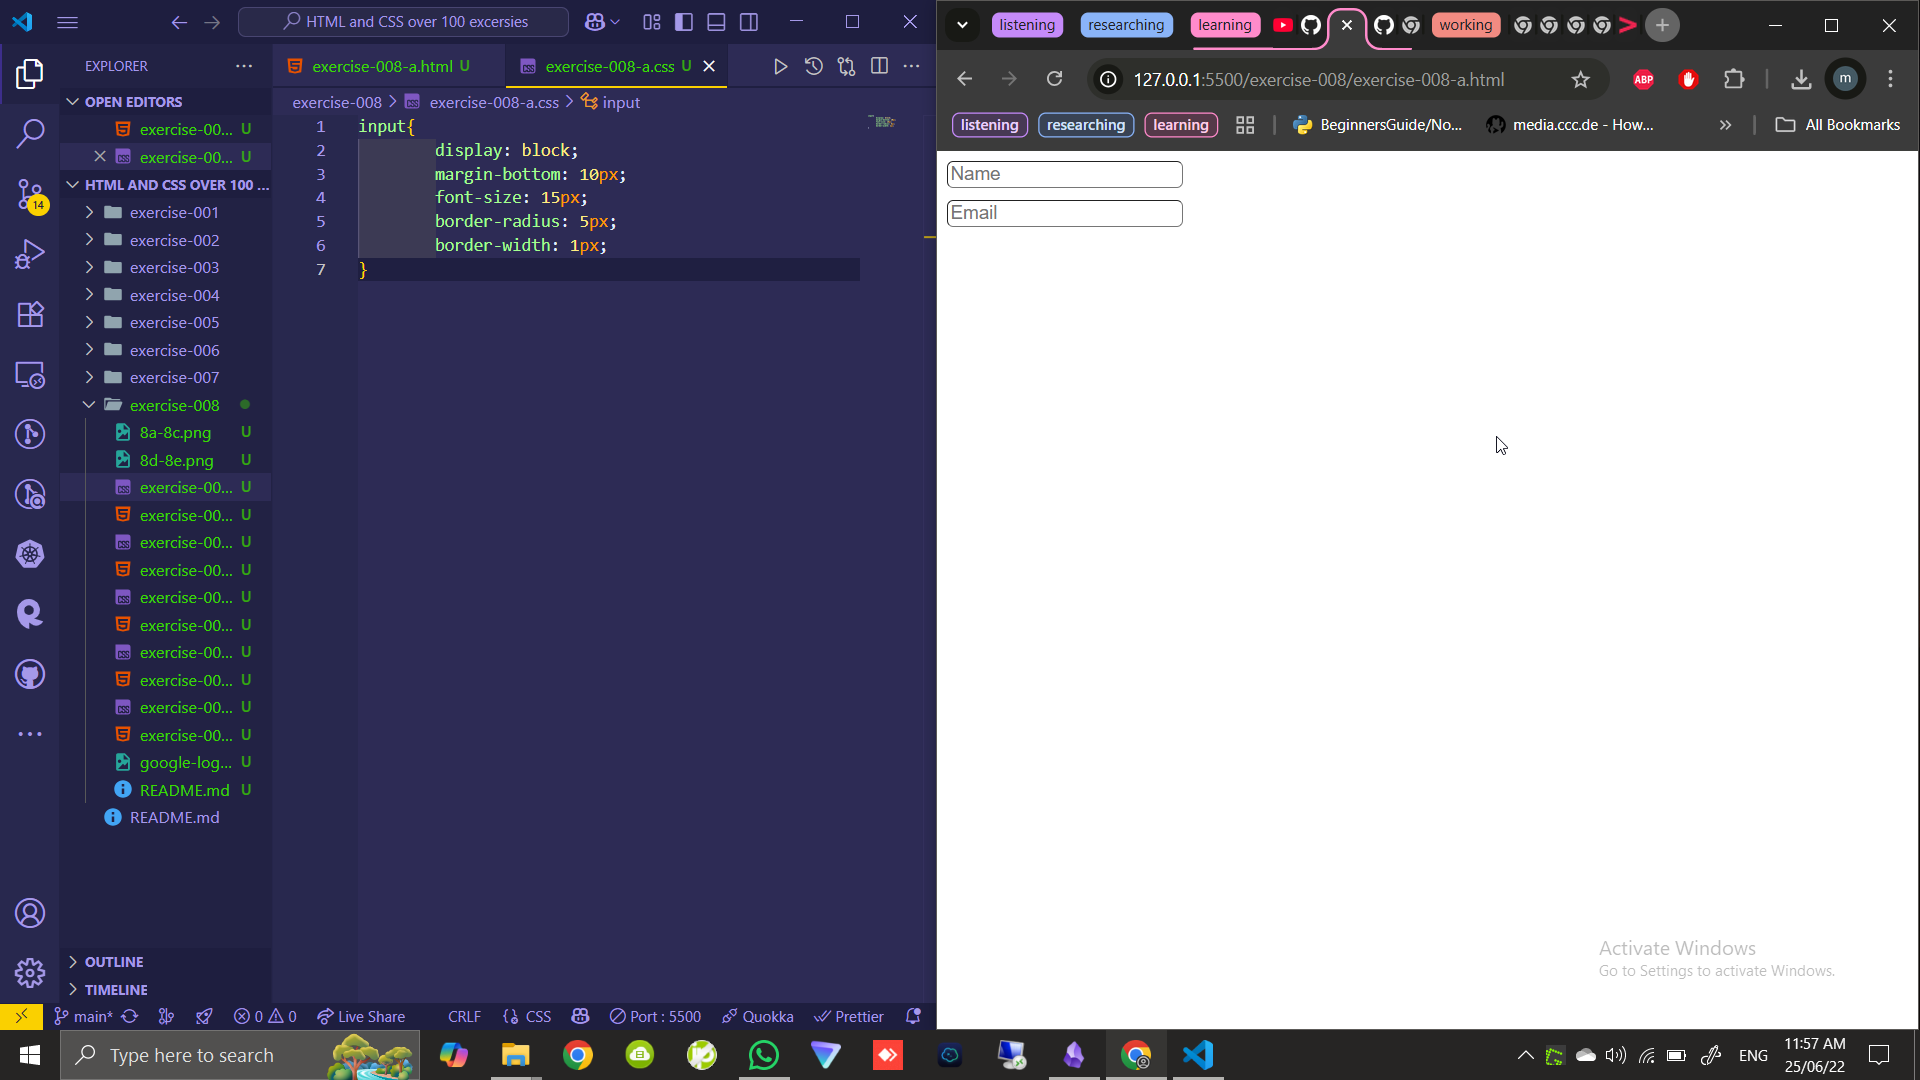 HTML and CSS over 100 excersies
EXPLORER
exercise-008-a.html U
exercise-008-a.css U
OPEN EDITORS
exercise-00... U
exercise-00... U
HTML AND CSS OVER 100 ...
exercise-001
exercise-002
exercise-003
exercise-004
exercise-005
exercise-006
exercise-007
exercise-008
8a-8c.png U
8d-8e.png U
exercise-00... U
exercise-00... U
exercise-00... U
exercise-00... U
exercise-00... U
exercise-00... U
exercise-00... U
exercise-00... U
exercise-00... U
exercise-00... U
google-log... U
README.md U
README.md
OUTLINE
TIMELINE
14
exercise-008 > exercise-008-a.css > input
1 input{
2 display: block;
3 margin-bottom: 10px;
4 font-size: 15px;
5 border-radius: 5px;
6 border-width: 1px;
7 }
main* 0 0 Live Share CRLF {} CSS Port : 5500 Quokka Prettier
listening researching learning working
127.0.0.1:5500/exercise-008/exercise-008-a.html
ABP
m
listening researching learning BeginnersGuide/No... media.ccc.de - How... All Bookmarks
Name
Email
Activate Windows
Go to Settings to activate Windows.
Type here to search
ENG
11:57 AM
25/06/22